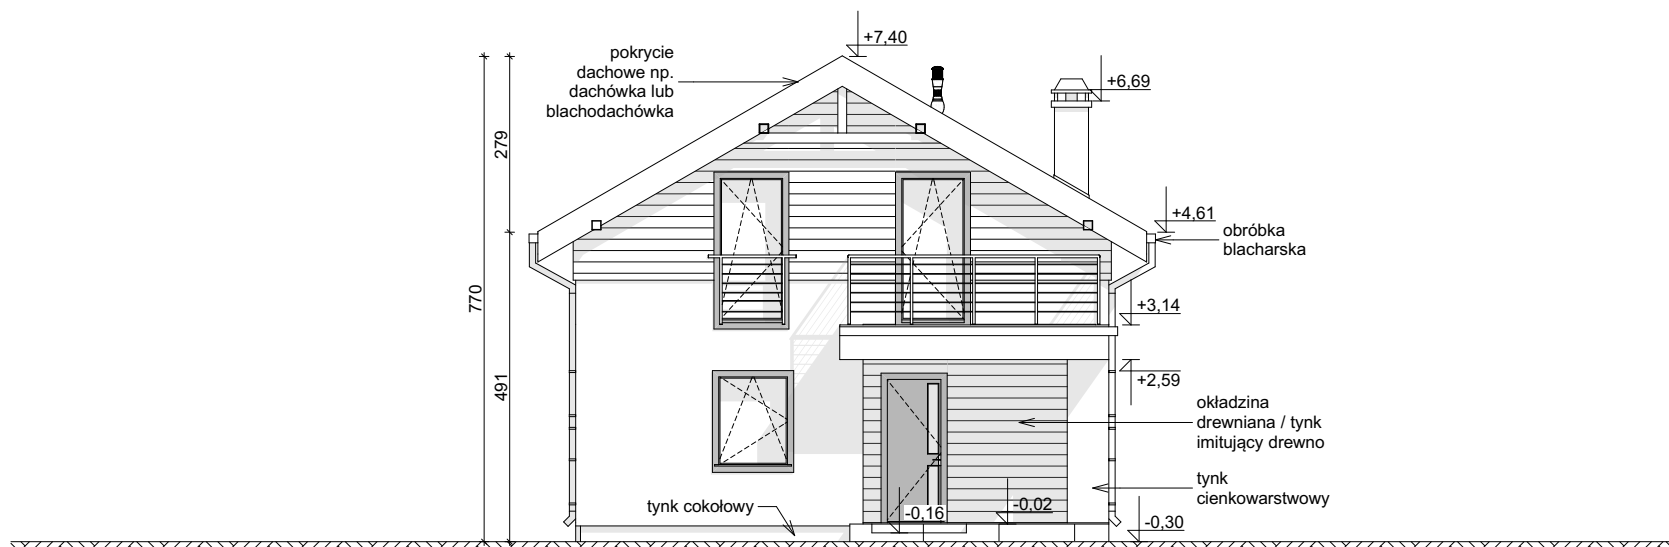 +7,40
pokrycie
dachowe np.
dachówka lub
blachodachówka
+6,69
279
+4,61
obróbka
blacharska
770
+3,14
+2,59
491
okładzina
drewniana / tynk
imitujący drewno
tynk
cienkowarstwowy
tynk cokołowy
-0,16
-0,02
-0,30